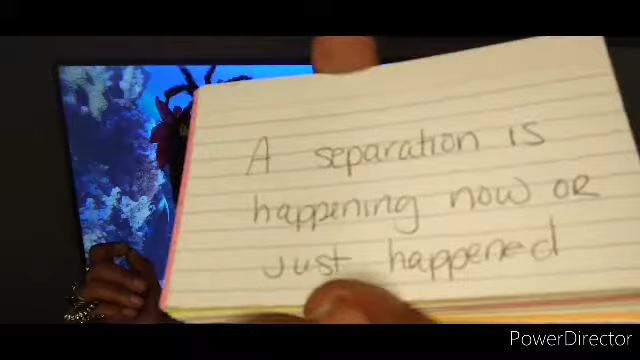 A separation is
happening now OR
just happened
PowerDirector